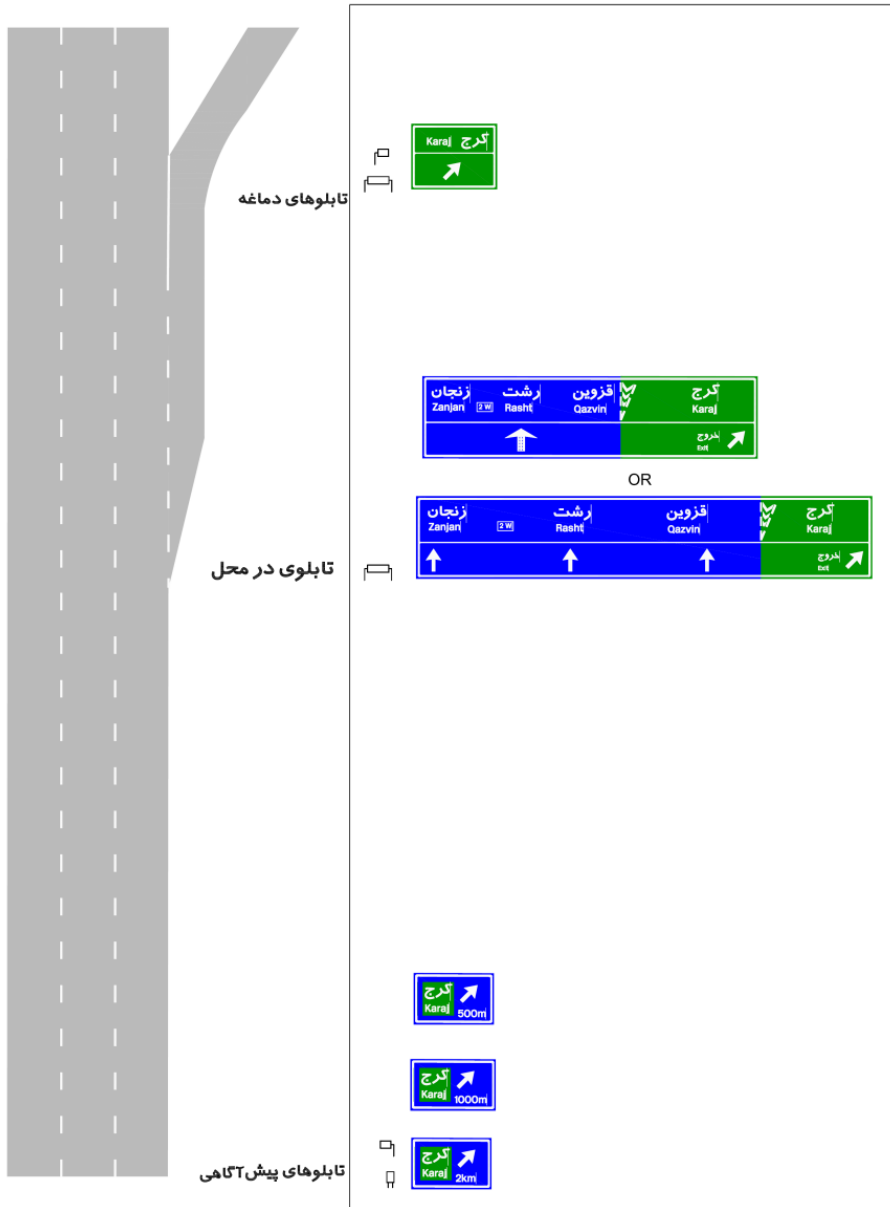 کرج Karaj
تابلوهای دماغه
زنجان رشت قزوین کرج
Zanjan 2 W Rasht Qazvin Karaj
خروج
Exit
OR
زنجان رشت قزوین کرج
Zanjan 2 W Rasht Qazvin Karaj
خروج
Exit
تابلوی در محل
کرج
Karaj 500m
کرج
Karaj 1000m
کرج
Karaj 2km
تابلوهای پیش‌آگاهی